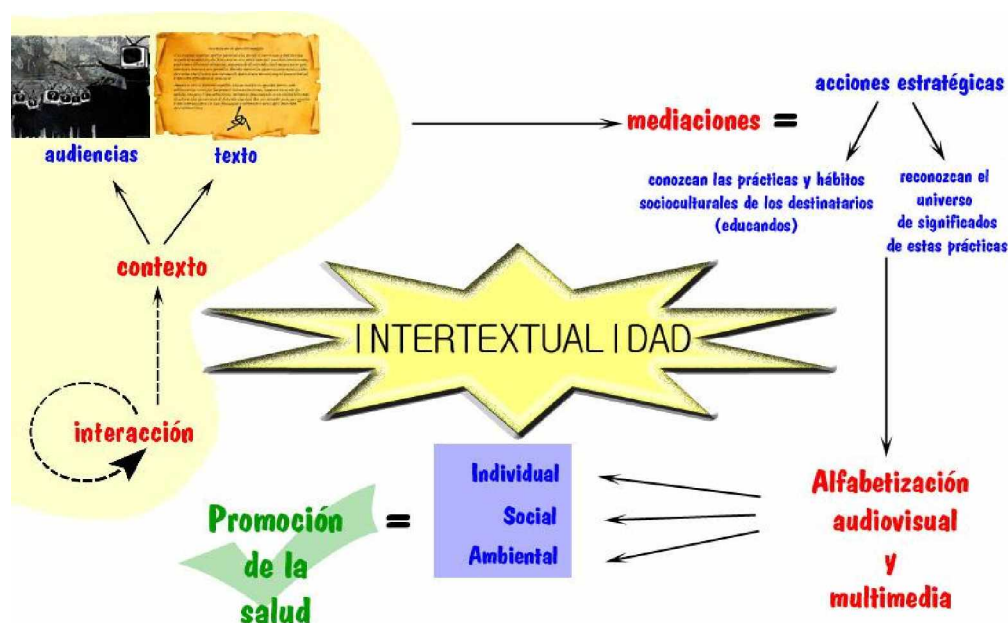 audiencias
texto
contexto
interacción
mediaciones =
acciones estratégicas
conozcan las prácticas y hábitos
socioculturales de los destinatarios
(educandos)
reconozcan el
universo
de significados
de estas prácticas
INTERTEXTUALIDAD
Alfabetización
audiovisual
y
multimedia
Individual
Social
Ambiental
=
Promoción
de la
salud